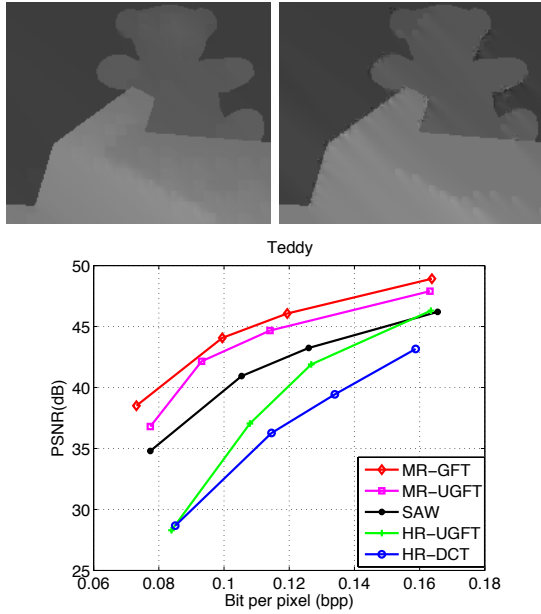 Teddy
50
45
40
35
30
25
PSNR(dB)
0.06 0.08 0.1 0.12 0.14 0.16 0.18
Bit per pixel (bpp)
MR-GFT
MR-UGFT
SAW
HR-UGFT
HR-DCT